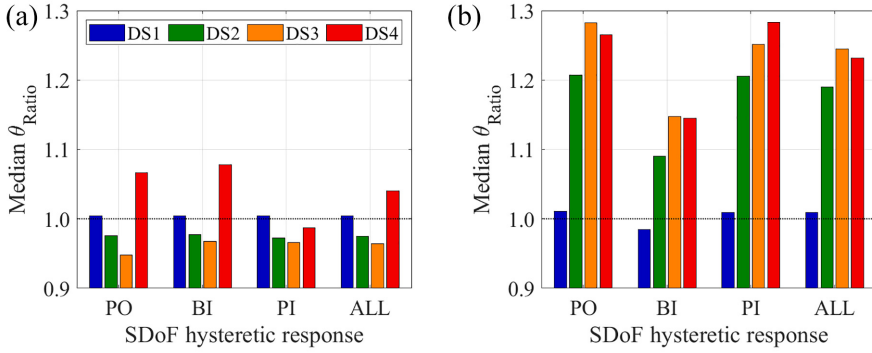 (a)
DS1 DS2 DS3 DS4
1.3
1.2
1.1
1.0
0.9
Median θRatio
PO BI PI ALL
SDoF hysteretic response
(b)
1.3
1.2
1.1
1.0
0.9
Median θRatio
PO BI PI ALL
SDoF hysteretic response